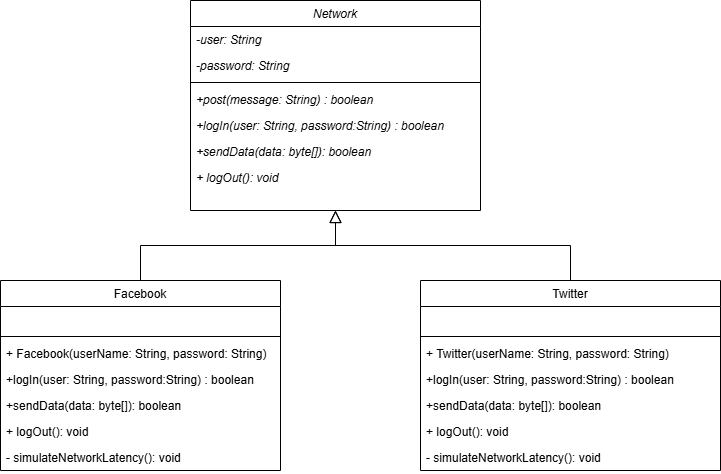 Network
-user: String
-password: String
+post(message: String) : boolean
+logIn(user: String, password:String) : boolean
+sendData(data: byte[]): boolean
+ logOut(): void
Facebook
+ Facebook(userName: String, password: String)
+logIn(user: String, password:String) : boolean
+sendData(data: byte[]): boolean
+ logOut(): void
- simulateNetworkLatency(): void
Twitter
+ Twitter(userName: String, password: String)
+logIn(user: String, password:String) : boolean
+sendData(data: byte[]): boolean
+ logOut(): void
- simulateNetworkLatency(): void